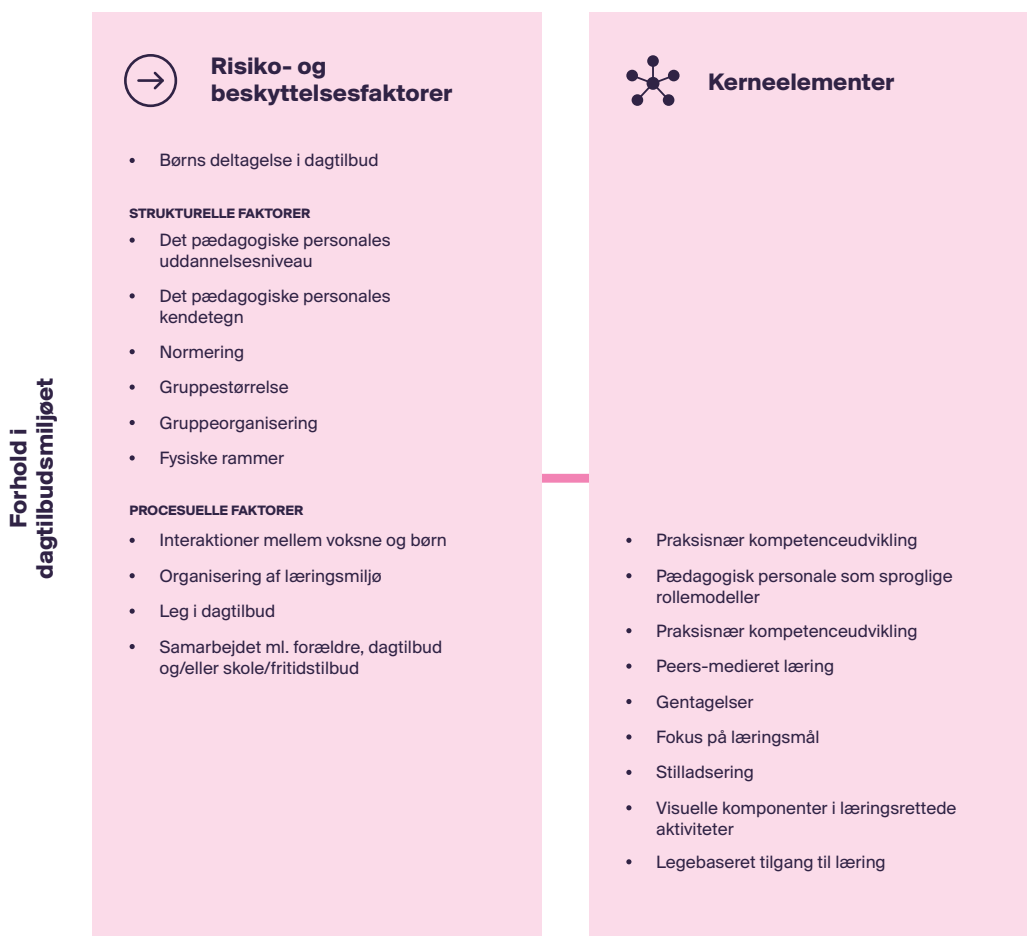 Forhold i
dagtilbudsmiljøet
Risiko- og
beskyttelsesfaktorer
• Børns deltagelse i dagtilbud
STRUKTURELLE FAKTORER
• Det pædagogiske personales
uddannelsesniveau
• Det pædagogiske personales
kendetegn
• Normering
• Gruppestørrelse
• Gruppeorganisering
• Fysiske rammer
PROCESUELLE FAKTORER
• Interaktioner mellem voksne og børn
• Organisering af læringsmiljø
• Leg i dagtilbud
• Samarbejdet ml. forældre, dagtilbud
og/eller skole/fritidstilbud
Kerneelementer
• Praksisnær kompetenceudvikling
• Pædagogisk personale som sproglige
rollemodeller
• Praksisnær kompetenceudvikling
• Peers-medieret læring
• Gentagelser
• Fokus på læringsmål
• Stilladsering
• Visuelle komponenter i læringsrettede
aktiviteter
• Legebaseret tilgang til læring